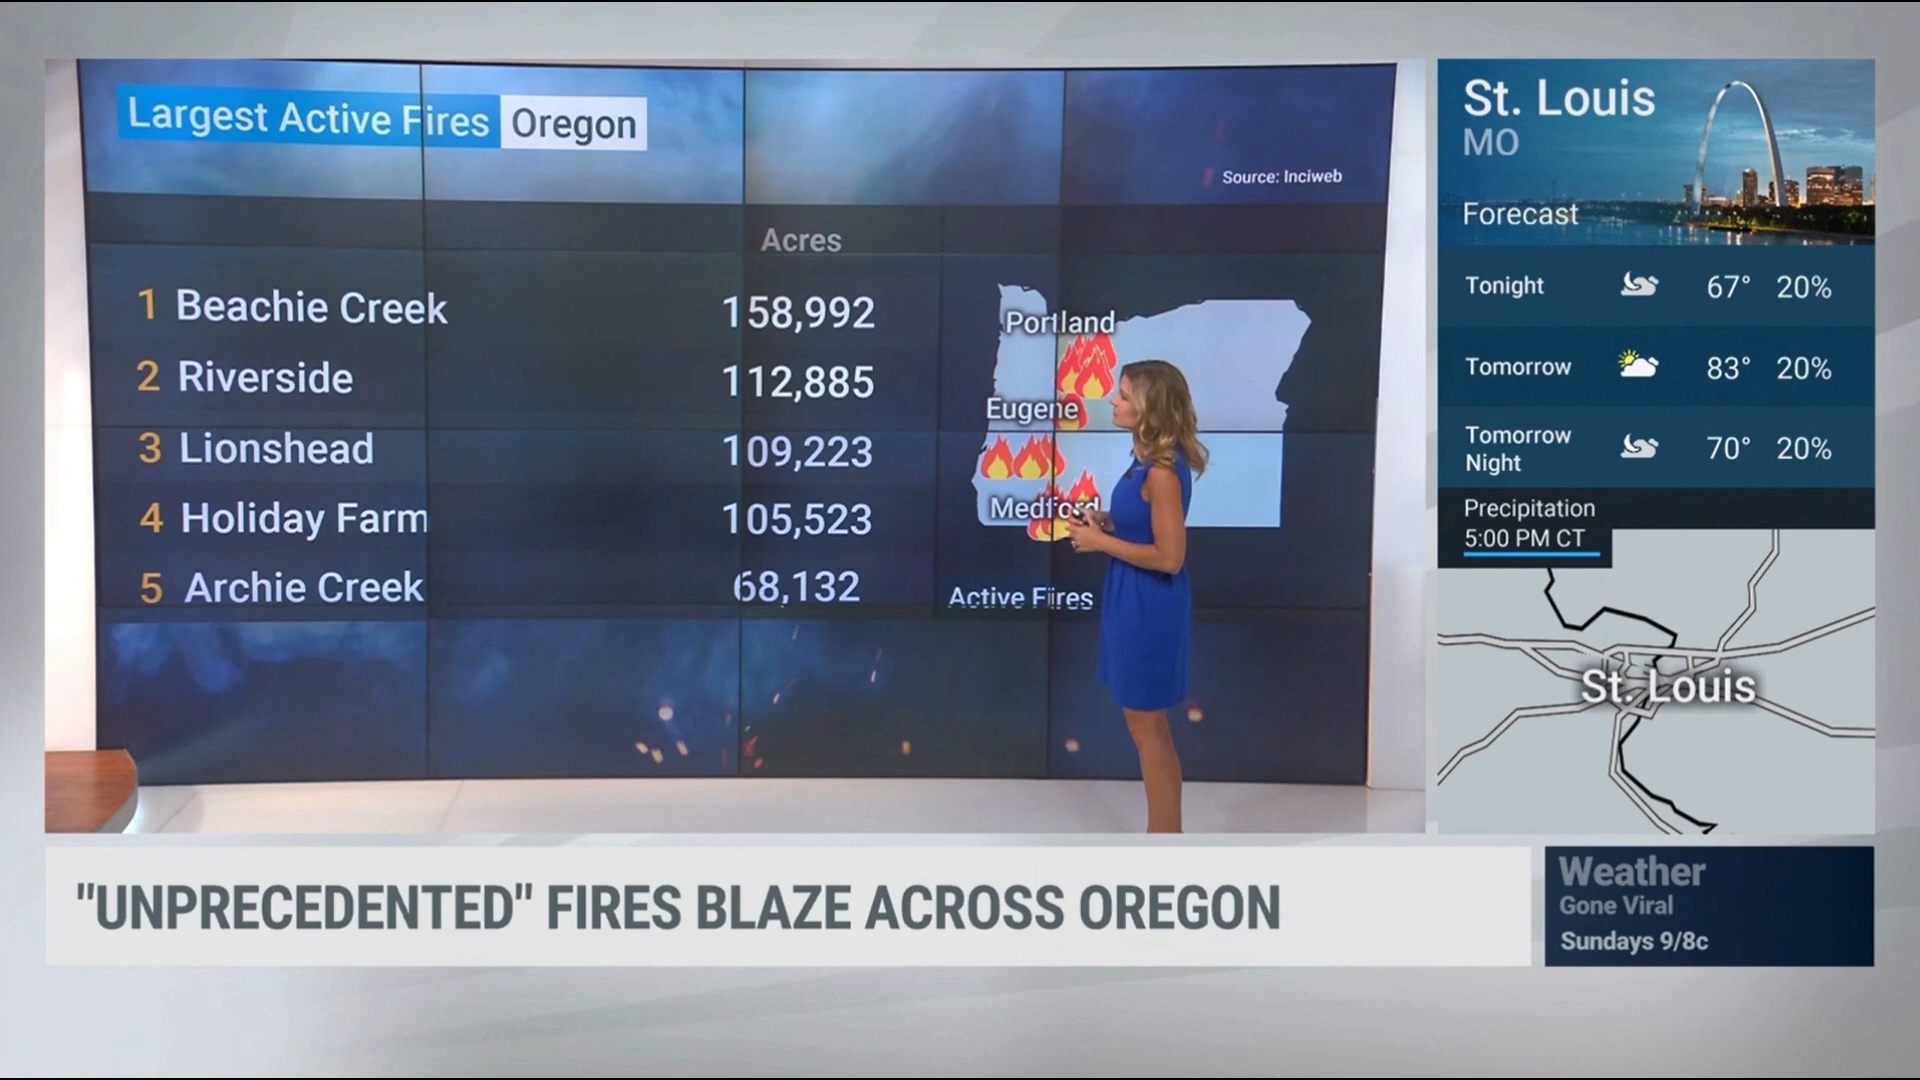 Largest Active Fires Oregon
Source: Inciweb
Acres
1 Beachie Creek 158,992
2 Riverside 112,885
3 Lionshead 109,223
4 Holiday Farm 105,523
5 Archie Creek 68,132
Portland
Eugene
Medford
Active Fires
St. Louis
MO
Forecast
Tonight 67° 20%
Tomorrow 83° 20%
Tomorrow
Night 70° 20%
Precipitation
5:00 PM CT
St. Louis
"UNPRECEDENTED" FIRES BLAZE ACROSS OREGON
Weather
Gone Viral
Sundays 9/8c